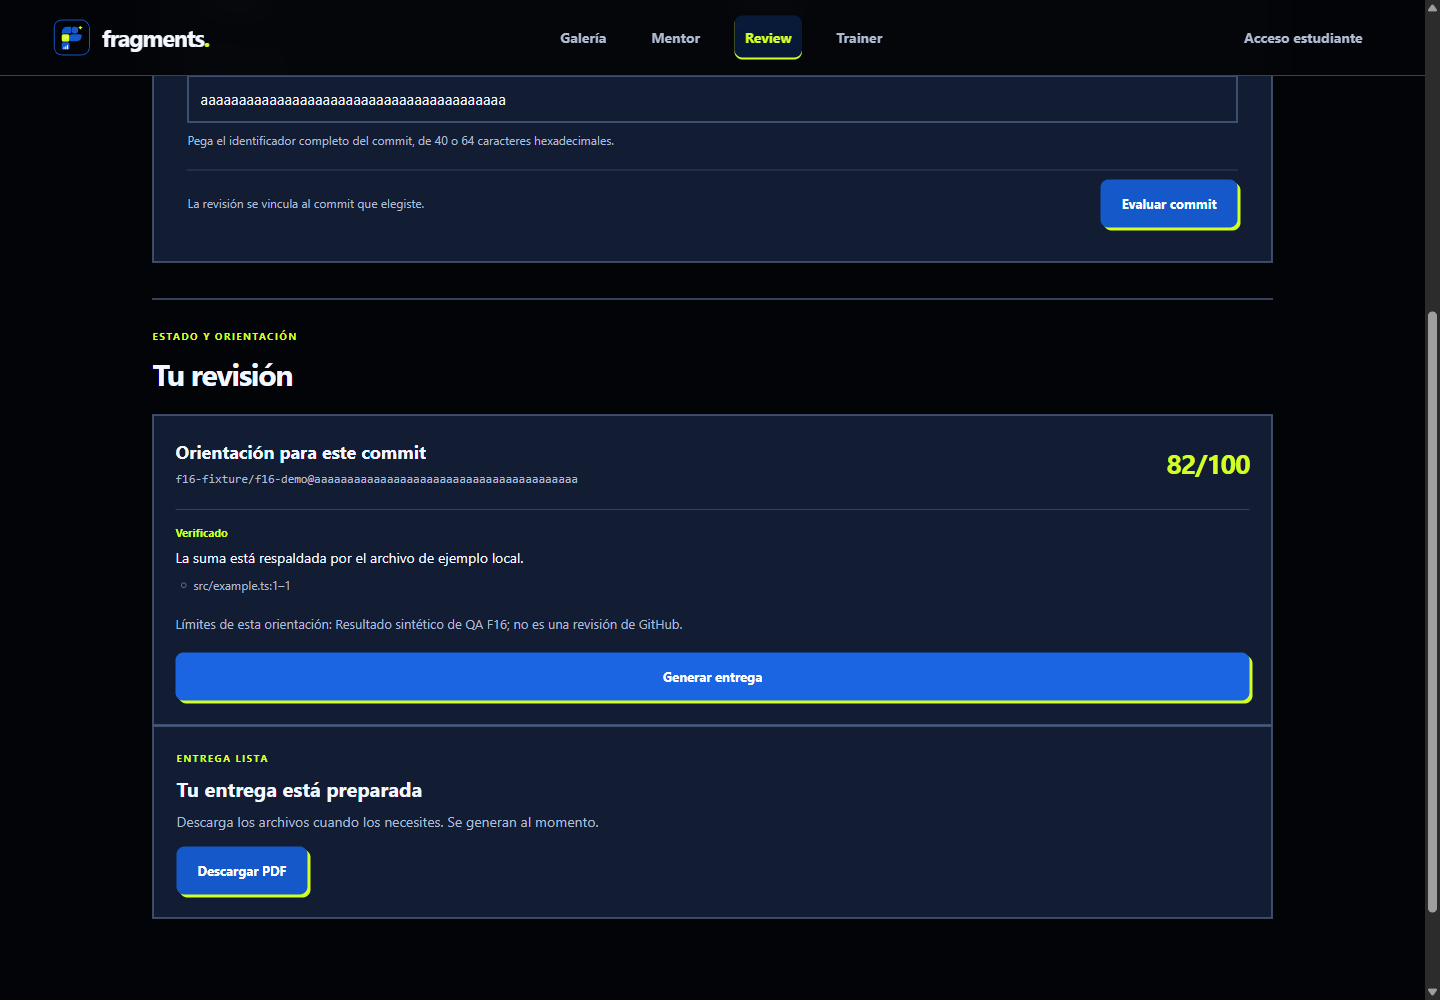 fragments.
Galería
Mentor
Review
Trainer
Acceso estudiante
aaaaaaaaaaaaaaaaaaaaaaaaaaaaaaaaaaaaaaaa
Pega el identificador completo del commit, de 40 o 64 caracteres hexadecimales.
La revisión se vincula al commit que elegiste.
Evaluar commit
ESTADO Y ORIENTACIÓN
Tu revisión
Orientación para este commit
82/100
f16-fixture/f16-demo@aaaaaaaaaaaaaaaaaaaaaaaaaaaaaaaaaaaaaaaa
Verificado
La suma está respaldada por el archivo de ejemplo local.
src/example.ts:1–1
Límites de esta orientación: Resultado sintético de QA F16; no es una revisión de GitHub.
Generar entrega
ENTREGA LISTA
Tu entrega está preparada
Descarga los archivos cuando los necesites. Se generan al momento.
Descargar PDF